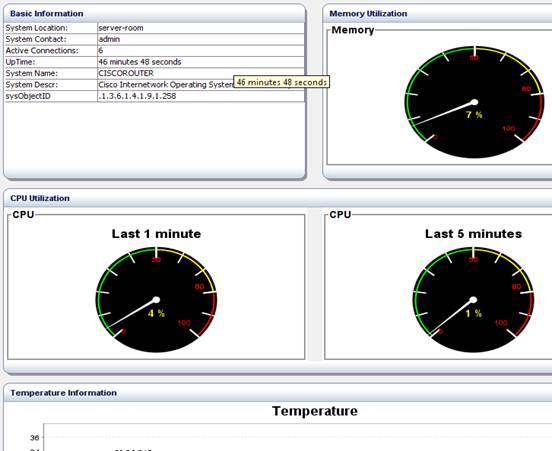 Basic Information
System Location: server-room
System Contact: admin
Active Connections: 6
UpTime: 46 minutes 48 seconds
System Name: CISCOROUTER
System Descr: Cisco Internetwork Operating System
46 minutes 48 seconds
sysObjectID .1.3.6.1.4.1.9.1.258
Memory Utilization
Memory
50
80
100
0
7 %
CPU Utilization
CPU
Last 1 minute
50
80
100
0
4 %
CPU
Last 5 minutes
50
80
100
0
1 %
Temperature Information
Temperature
36